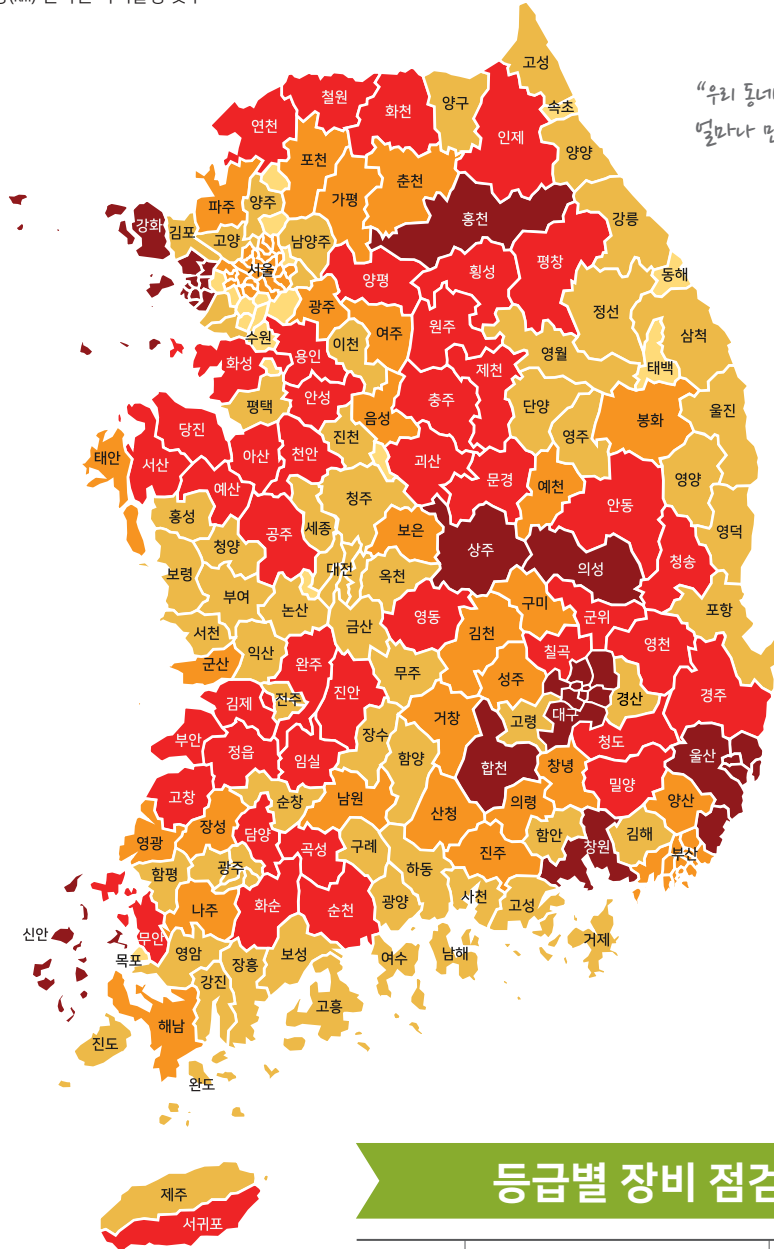 고성
속초
"우리 동네
얼마나
철원
화천
양구
연천
인제
포천
양양
춘천
가평
파주
양주
홍천
강릉
강화
김포
고양
남양주
서울
평창
동해
양평
횡성
정선
광주
여주
원주
삼척
수원
이천
영월
화성
용인
제천
태백
안성
충주
단양
평택
음성
울진
당진
진천
영주
봉화
태안
서산
아산
천안
괴산
문경
예천
영양
예산
청주
안동
홍성
공주
세종
보은
영덕
청양
상주
의성
청송
보령
대전
옥천
부여
논산
구미
군위
포항
서천
금산
영동
김천
영천
익산
칠곡
군산
완주
무주
성주
진안
경산
경주
김제
전주
거창
고령
대구
부안
장수
청도
정읍
임실
함양
합천
창녕
울산
고창
순창
남원
의령
밀양
양산
장성
산청
담양
영광
곡성
구례
진주
함안
창원
김해
부산
함평
광주
하동
사천
나주
화순
순천
광양
고성
신안
무안
거제
목포
영암
장흥
보성
여수
남해
강진
고흥
해남
진도
완도
제주
서귀포
등급별 장비 점검